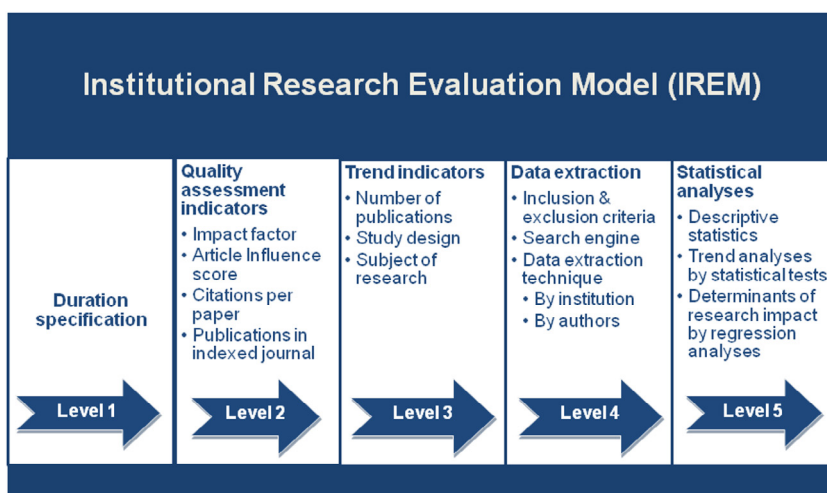 Institutional Research Evaluation Model (IREM)
Duration
specification
Level 1
Quality
assessment
indicators
• Impact factor
• Article Influence
score
• Citations per
paper
• Publications in
indexed journal
Level 2
Trend indicators
• Number of
publications
• Study design
• Subject of
research
Level 3
Data extraction
• Inclusion &
exclusion criteria
• Search engine
• Data extraction
technique
• By institution
• By authors
Level 4
Statistical
analyses
• Descriptive
statistics
• Trend analyses
by statistical tests
• Determinants of
research impact
by regression
analyses
Level 5